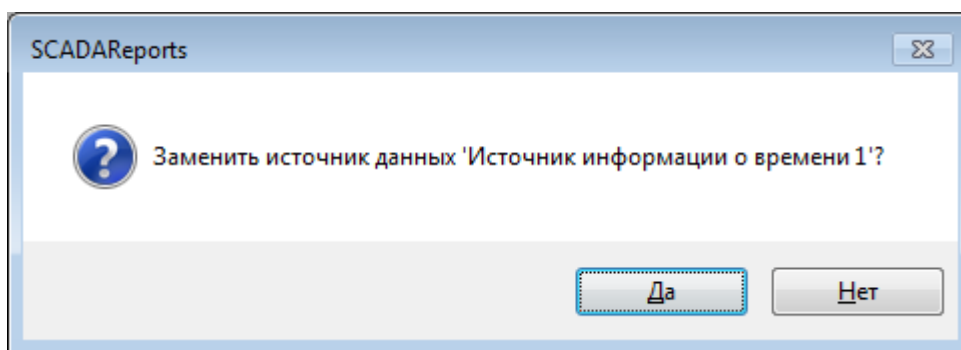 SCADAReports
Заменить источник данных 'Источник информации о времени 1'?
Да
Нет